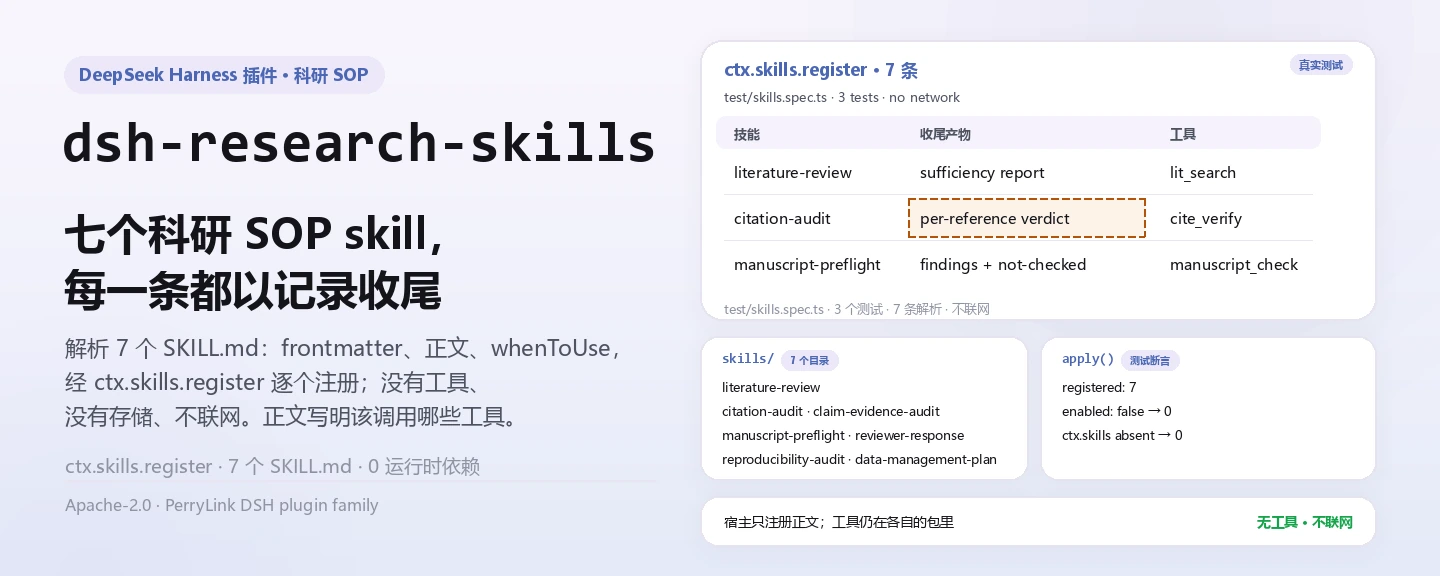 DeepSeek Harness 插件 • 科研 SOP
dsh-research-skills
七个科研 SOP skill，
每一条都以记录收尾
解析 7 个 SKILL.md：frontmatter、正文、whenToUse，
经 ctx.skills.register 逐个注册；没有工具、
没有存储、不联网。正文写明该调用哪些工具。
ctx.skills.register · 7 个 SKILL.md · 0 运行时依赖
Apache-2.0 · PerryLink DSH plugin family
ctx.skills.register • 7 条
真实测试
test/skills.spec.ts · 3 tests · no network
技能 收尾产物 工具
literature-review sufficiency report lit_search
citation-audit per-reference verdict cite_verify
manuscript-preflight findings + not-checked manuscript_check
test/skills.spec.ts · 3 个测试 · 7 条解析 · 不联网
skills/ 7 个目录
literature-review
citation-audit · claim-evidence-audit
manuscript-preflight · reviewer-response
reproducibility-audit · data-management-plan
apply() 测试断言
registered: 7
enabled: false → 0
ctx.skills absent → 0
宿主只注册正文；工具仍在各自的包里
无工具 • 不联网